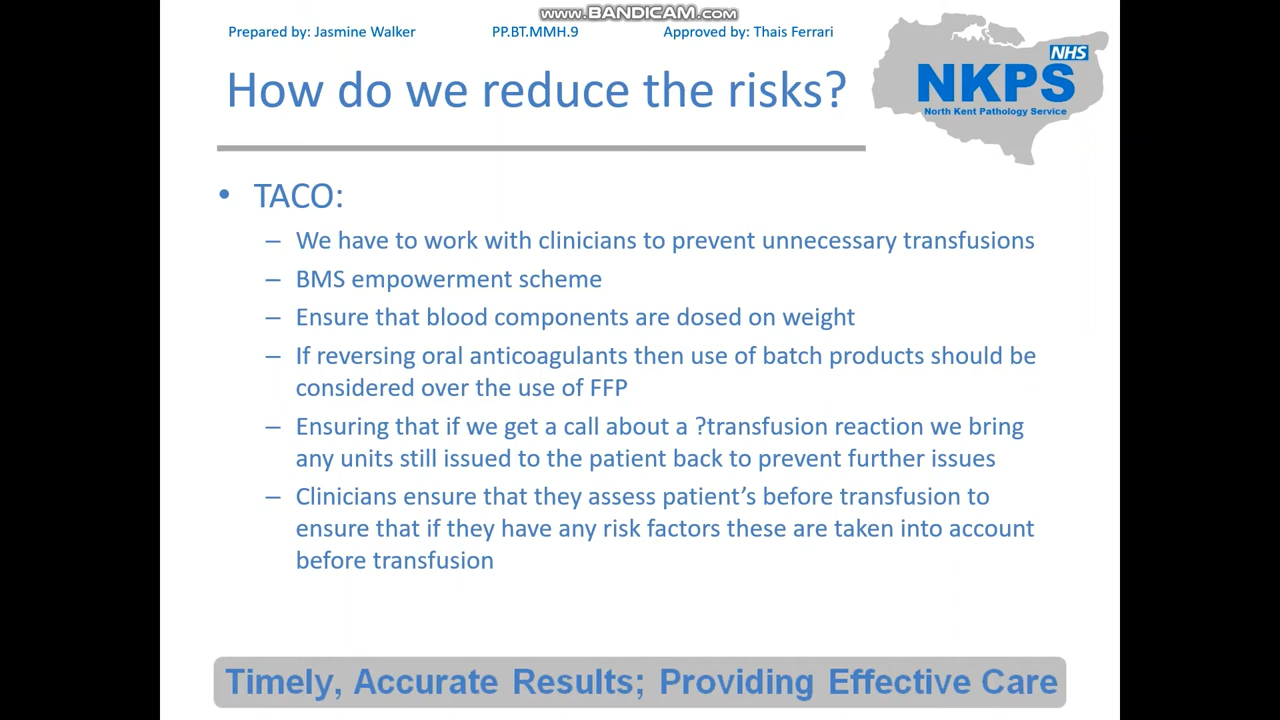 www.BANDICAM.com
Prepared by: Jasmine Walker PP.BT.MMH.9 Approved by: Thais Ferrari
How do we reduce the risks?
NHS
NKPS
North Kent Pathology Service
• TACO:
– We have to work with clinicians to prevent unnecessary transfusions
– BMS empowerment scheme
– Ensure that blood components are dosed on weight
– If reversing oral anticoagulants then use of batch products should be
considered over the use of FFP
– Ensuring that if we get a call about a ?transfusion reaction we bring
any units still issued to the patient back to prevent further issues
– Clinicians ensure that they assess patient’s before transfusion to
ensure that if they have any risk factors these are taken into account
before transfusion
Timely, Accurate Results; Providing Effective Care